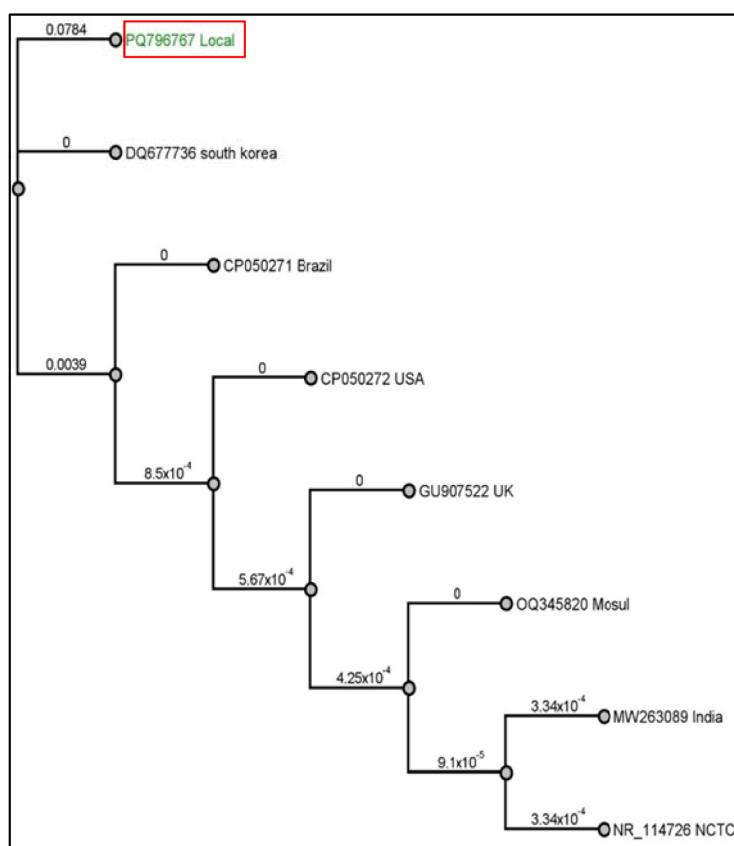 0.0784
PQ796767 Local
0
DQ677736 south korea
0
CP050271 Brazil
0.0039
0
CP050272 USA
8.5x10⁻⁴
0
GU907522 UK
5.67x10⁻⁴
0
OQ345820 Mosul
4.25x10⁻⁴
3.34x10⁻⁴
MW263089 India
9.1x10⁻⁵
3.34x10⁻⁴
NR_114726 NCTC